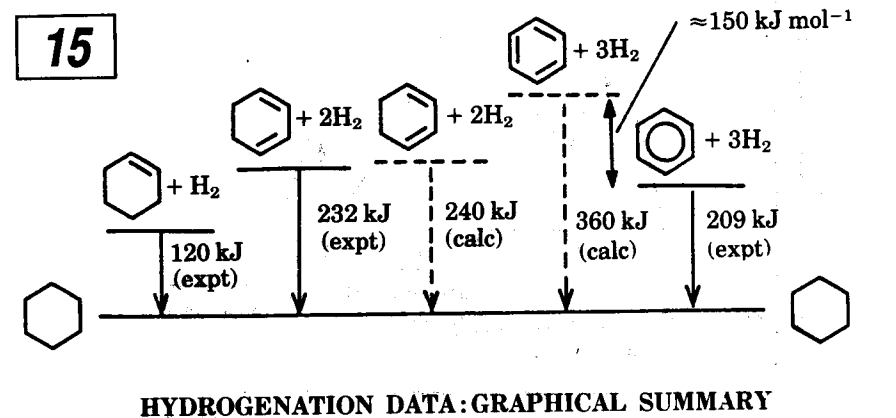 15
≈150 kJ mol⁻¹
+ 3H₂
+ 2H₂
+ 2H₂
+ 3H₂
+ H₂
120 kJ
(expt)
232 kJ
(expt)
240 kJ
(calc)
360 kJ
(calc)
209 kJ
(expt)
HYDROGENATION DATA: GRAPHICAL SUMMARY